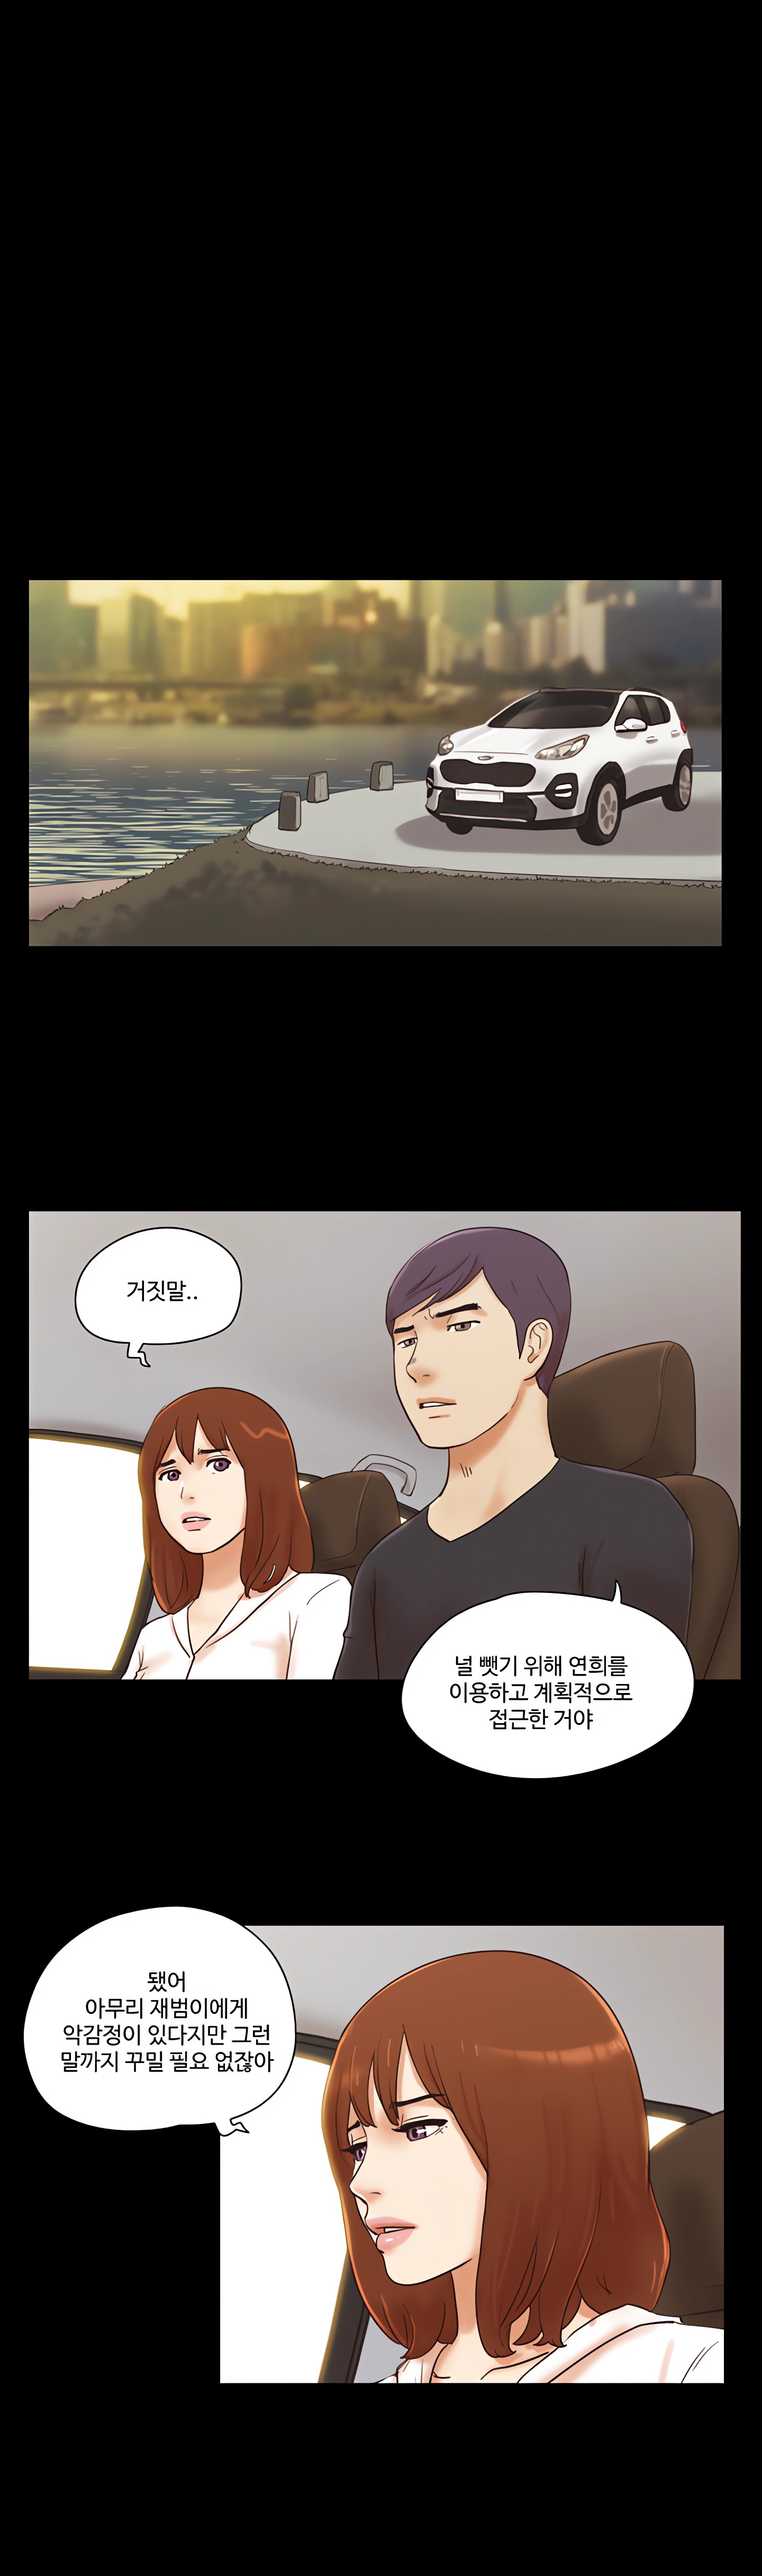 거짓말..
널 뺏기 위해 연희를
이용하고 계획적으로
접근한 거야
됐어
아무리 재범이에게
악감정이 있다지만 그런
말까지 꾸밀 필요 없잖아